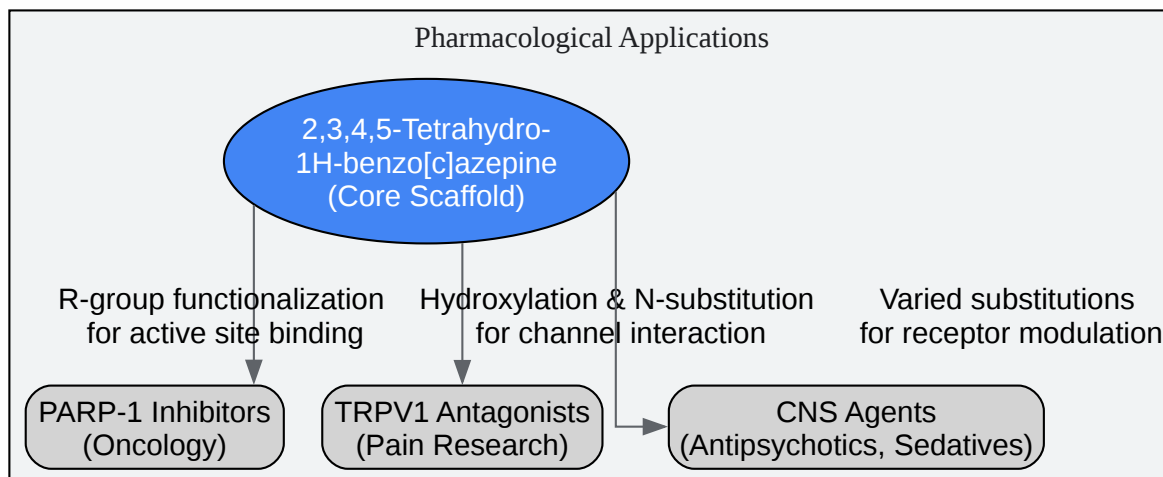 Pharmacological Applications
2,3,4,5-Tetrahydro-
1H-benzo[c]azepine
(Core Scaffold)
R-group functionalization
for active site binding
Hydroxylation & N-substitution
for channel interaction
Varied substitutions
for receptor modulation
PARP-1 Inhibitors
(Oncology)
TRPV1 Antagonists
(Pain Research)
CNS Agents
(Antipsychotics, Sedatives)